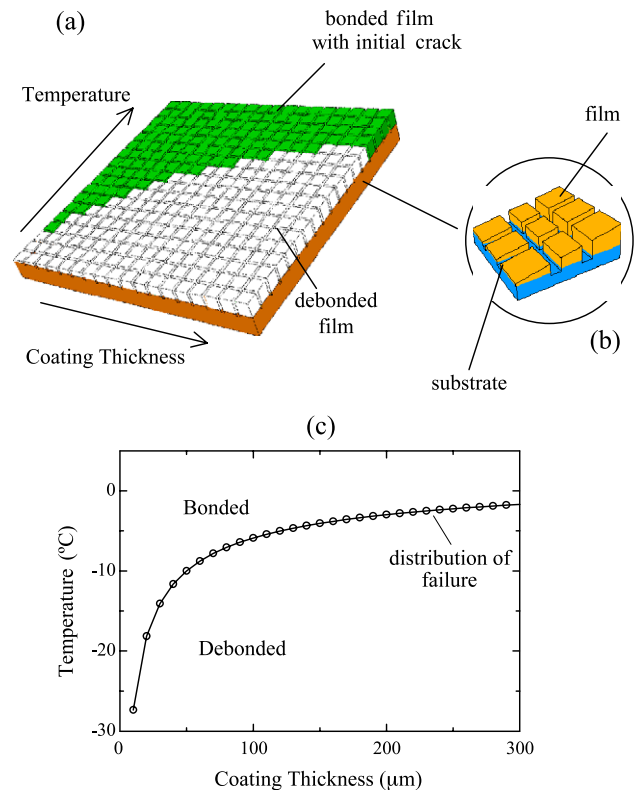 (a)
bonded film
with initial crack
Temperature
film
debonded
film
Coating Thickness
(b)
substrate
(c)
0
Bonded
distribution of
failure
-10
Debonded
-20
-30
Temperature (ºC)
0
100
200
300
Coating Thickness (μm)